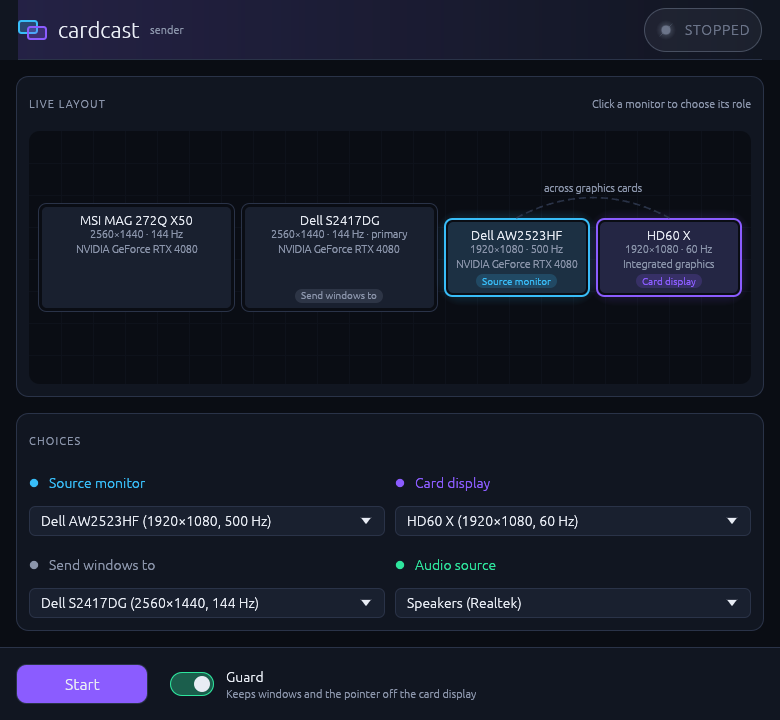 cardcast sender
STOPPED
LIVE LAYOUT
Click a monitor to choose its role
across graphics cards
MSI MAG 272Q X50
2560×1440 · 144 Hz
NVIDIA GeForce RTX 4080
Dell S2417DG
2560×1440 · 144 Hz · primary
NVIDIA GeForce RTX 4080
Send windows to
Dell AW2523HF
1920×1080 · 500 Hz
NVIDIA GeForce RTX 4080
Source monitor
HD60 X
1920×1080 · 60 Hz
Integrated graphics
Card display
CHOICES
Source monitor
Dell AW2523HF (1920×1080, 500 Hz)
Card display
HD60 X (1920×1080, 60 Hz)
Send windows to
Dell S2417DG (2560×1440, 144 Hz)
Audio source
Speakers (Realtek)
Start
Guard
Keeps windows and the pointer off the card display